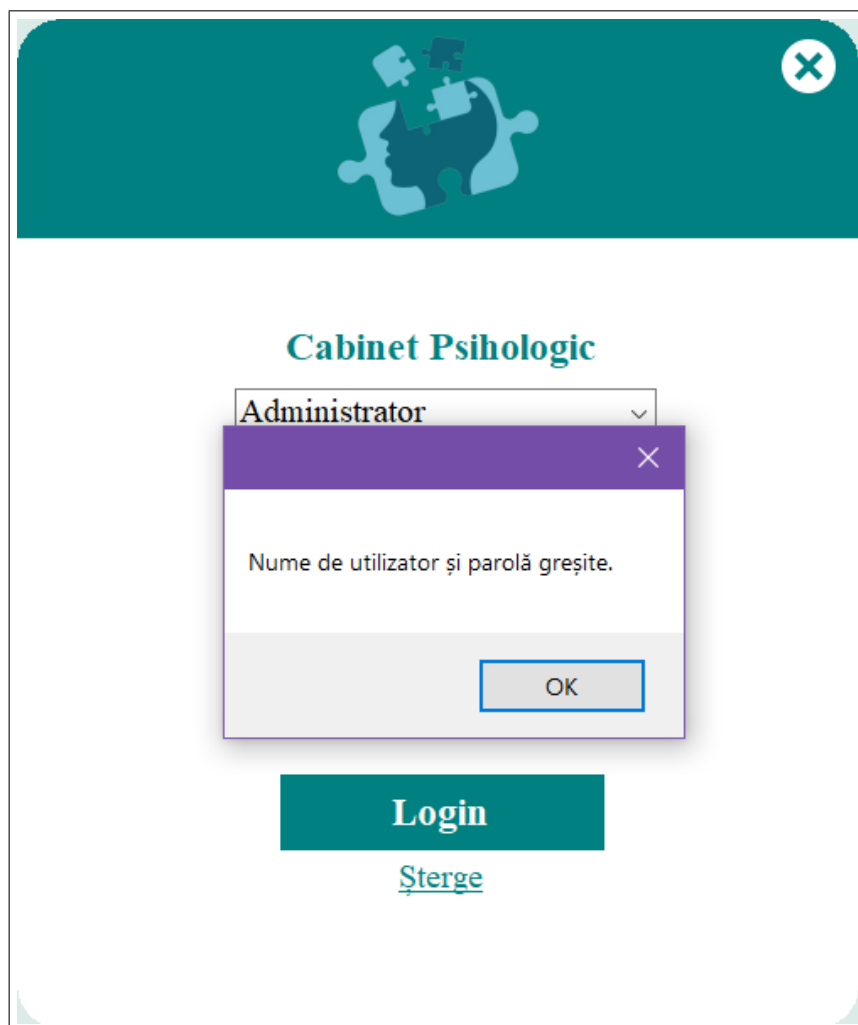 Cabinet Psihologic
Administrator
Nume de utilizator și parolă greșite.
OK
Login
Șterge